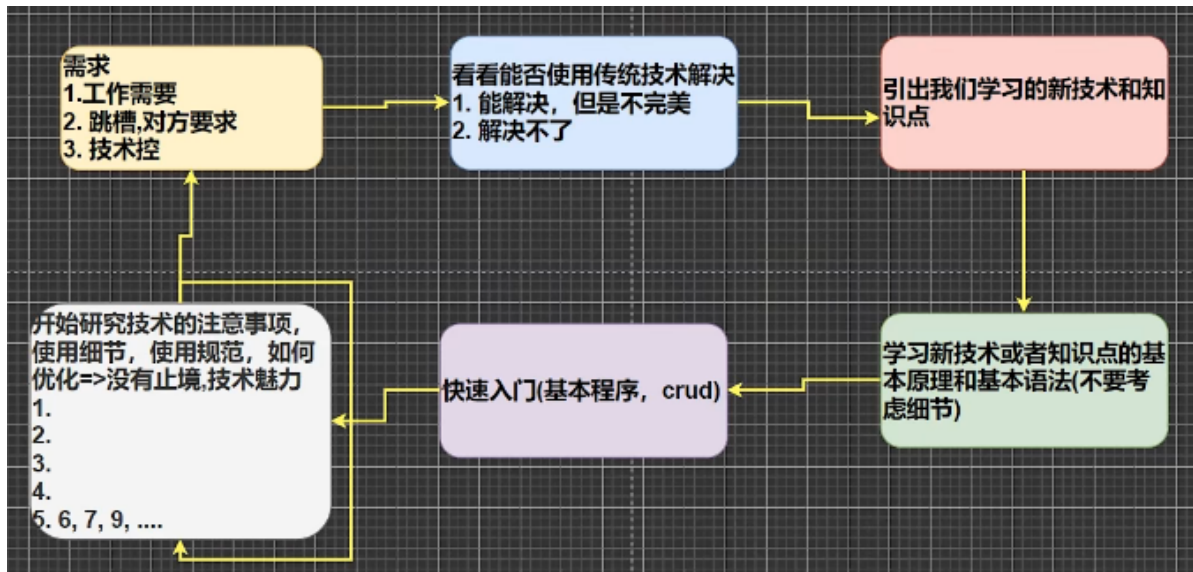 需求
1.工作需要
2. 跳槽,对方要求
3. 技术控
看看能否使用传统技术解决
1. 能解决，但是不完美
2. 解决不了
引出我们学习的新技术和知
识点
开始研究技术的注意事项，
使用细节，使用规范，如何
优化=>没有止境,技术魅力
1.
2.
3.
4.
5. 6, 7, 9, ....
快速入门(基本程序，crud)
学习新技术或者知识点的基
本原理和基本语法(不要考
虑细节)